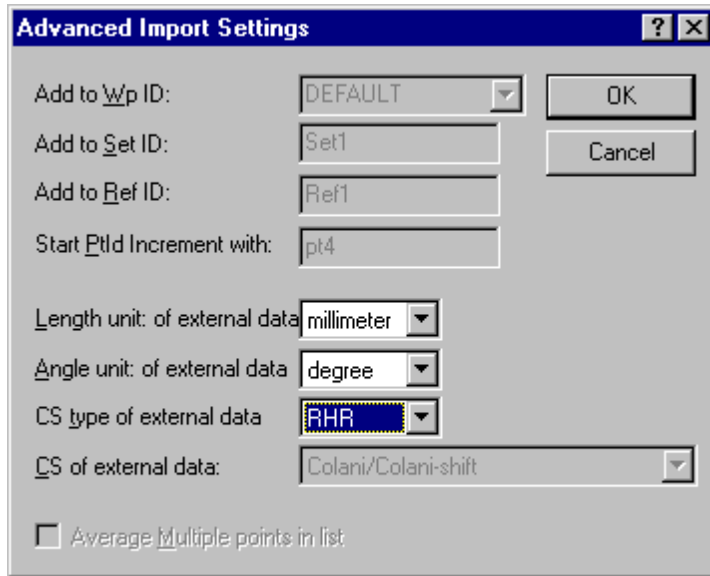 Advanced Import Settings
Add to Wp ID: DEFAULT OK
Add to Set ID: Set1 Cancel
Add to Ref ID: Ref1
Start PtId Increment with: pt4
Length unit: of external data millimeter
Angle unit: of external data degree
CS type of external data RHR
CS of external data: Colani/Colani-shift
Average Multiple points in list